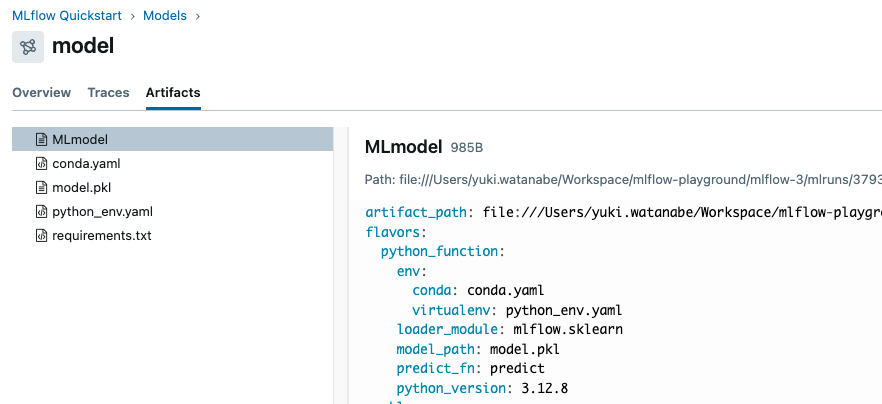 MLflow Quickstart › Models ›
model
Overview Traces Artifacts
MLmodel
conda.yaml
model.pkl
python_env.yaml
requirements.txt
MLmodel 985B
Path: file:///Users/yuki.watanabe/Workspace/mlflow-playground/mlflow-3/mlruns/3793
artifact_path: file:///Users/yuki.watanabe/Workspace/mlflow-playgro
flavors:
python_function:
env:
conda: conda.yaml
virtualenv: python_env.yaml
loader_module: mlflow.sklearn
model_path: model.pkl
predict_fn: predict
python_version: 3.12.8